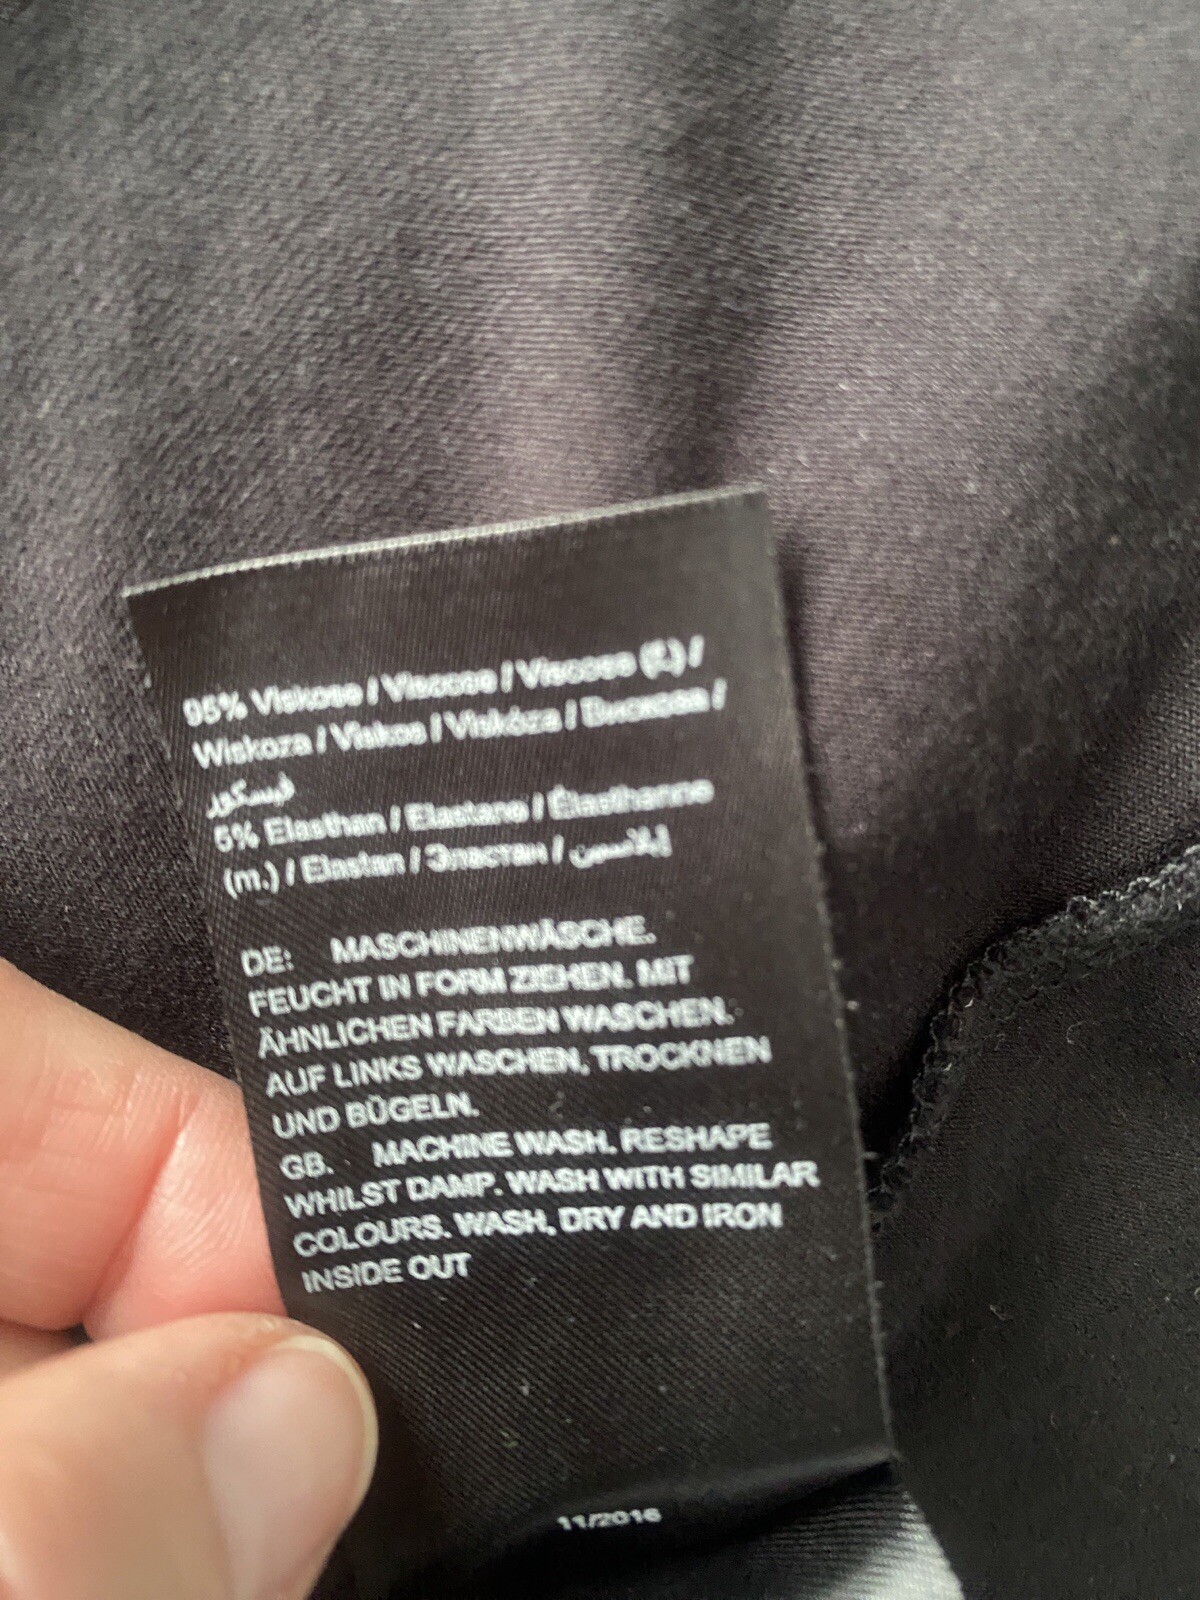 95% Viskose / Viscose / Viscose (f.) /
Wiskoza / Viskos / Viskóza / Вискоза /
فيسكوز
5% Elasthan / Elastane / Élasthanne
(m.) / Elastan / Эластан /
DE: MASCHINENWÄSCHE.
FEUCHT IN FORM ZIEHEN. MIT
ÄHNLICHEN FARBEN WASCHEN.
AUF LINKS WASCHEN, TROCKNEN
UND BÜGELN.
GB. MACHINE WASH. RESHAPE
WHILST DAMP. WASH WITH SIMILAR
COLOURS. WASH, DRY AND IRON
INSIDE OUT
11/2016